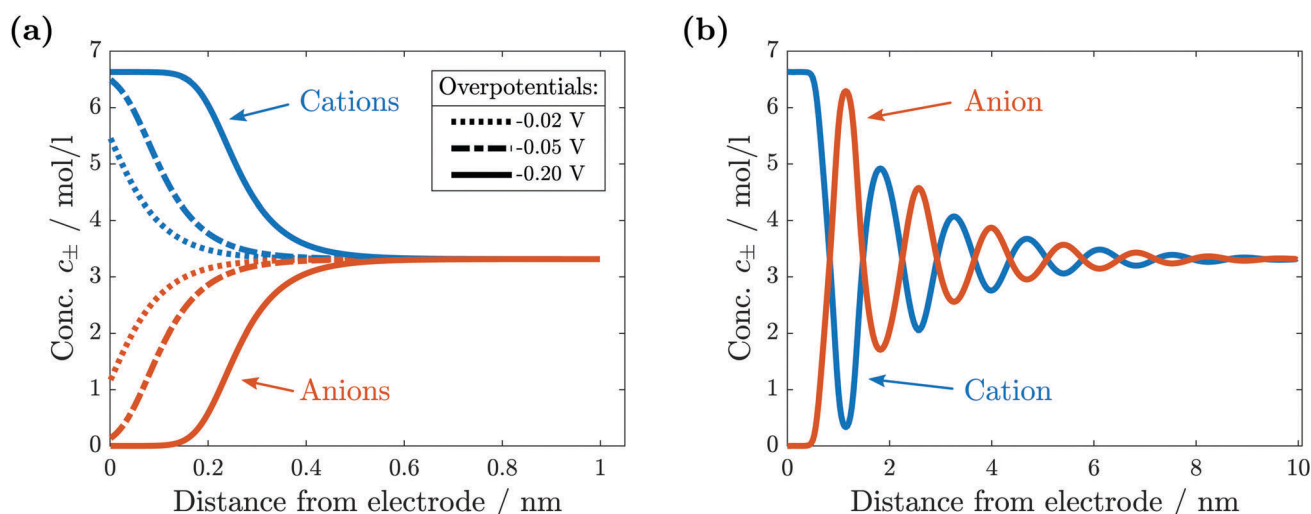 (a)
7
6
5
4
3
2
1
0
Conc. c± / mol/l
Cations
Anions
Overpotentials:
-0.02 V
-0.05 V
-0.20 V
0 0.2 0.4 0.6 0.8 1
Distance from electrode / nm
(b)
7
6
5
4
3
2
1
0
Conc. c± / mol/l
Anion
Cation
0 2 4 6 8 10
Distance from electrode / nm